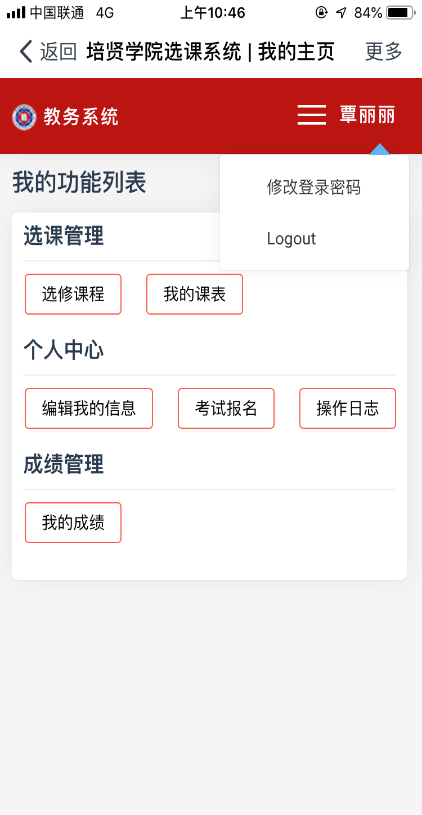 中国联通 4G 上午10:46 84%
返回 培贤学院选课系统 | 我的主页 更多
教务系统 覃丽丽
修改登录密码
Logout
我的功能列表
选课管理
选修课程 我的课表
个人中心
编辑我的信息 考试报名 操作日志
成绩管理
我的成绩